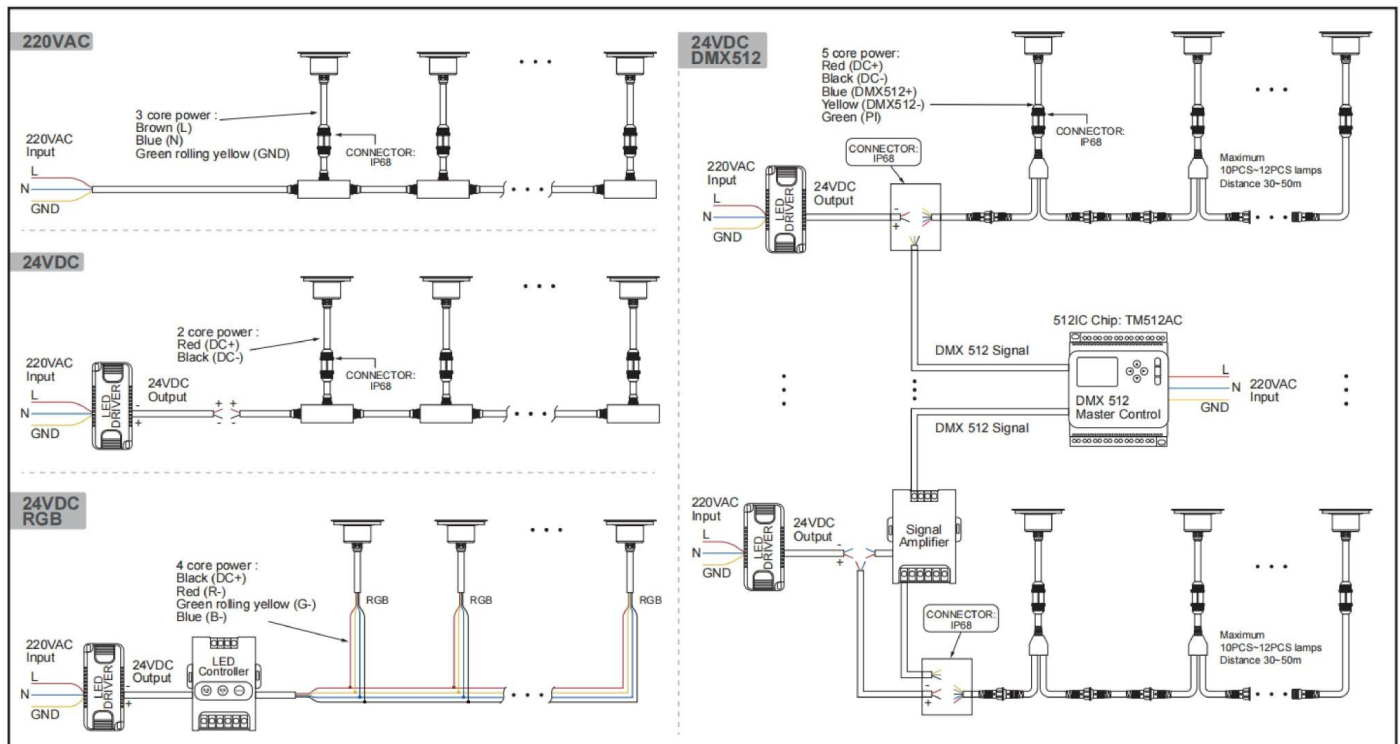 220VAC
3 core power :
Brown (L)
Blue (N)
Green rolling yellow (GND)
CONNECTOR:
IP68
220VAC
Input
L
N
GND
24VDC
2 core power :
Red (DC+)
Black (DC-)
CONNECTOR:
IP68
220VAC
Input
L
N
GND
LED
DRIVER
24VDC
Output
-
+
+ +
- -
24VDC
RGB
4 core power :
Black (DC+)
Red (R-)
Green rolling yellow (G-)
Blue (B-)
RGB
RGB
RGB
220VAC
Input
L
N
GND
LED
DRIVER
24VDC
Output
-
+
LED
Controller
24VDC
DMX512
5 core power:
Red (DC+)
Black (DC-)
Blue (DMX512+)
Yellow (DMX512-)
Green (PI)
CONNECTOR:
IP68
CONNECTOR:
IP68
220VAC
Input
L
N
GND
LED
DRIVER
24VDC
Output
-
+
Maximum
10PCS~12PCS lamps
Distance 30~50m
512IC Chip: TM512AC
DMX 512 Signal
DMX 512
Master Control
L
N
GND
220VAC
Input
DMX 512 Signal
220VAC
Input
L
N
GND
LED
DRIVER
24VDC
Output
-
+
Signal
Amplifier
CONNECTOR:
IP68
-
+
Maximum
10PCS~12PCS lamps
Distance 30~50m